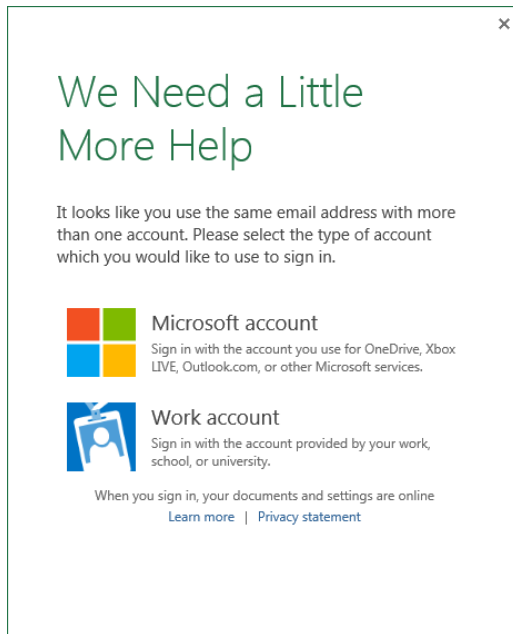 We Need a Little
More Help
It looks like you use the same email address with more
than one account. Please select the type of account
which you would like to use to sign in.
Microsoft account
Sign in with the account you use for OneDrive, Xbox
LIVE, Outlook.com, or other Microsoft services.
Work account
Sign in with the account provided by your work,
school, or university.
When you sign in, your documents and settings are online
Learn more | Privacy statement